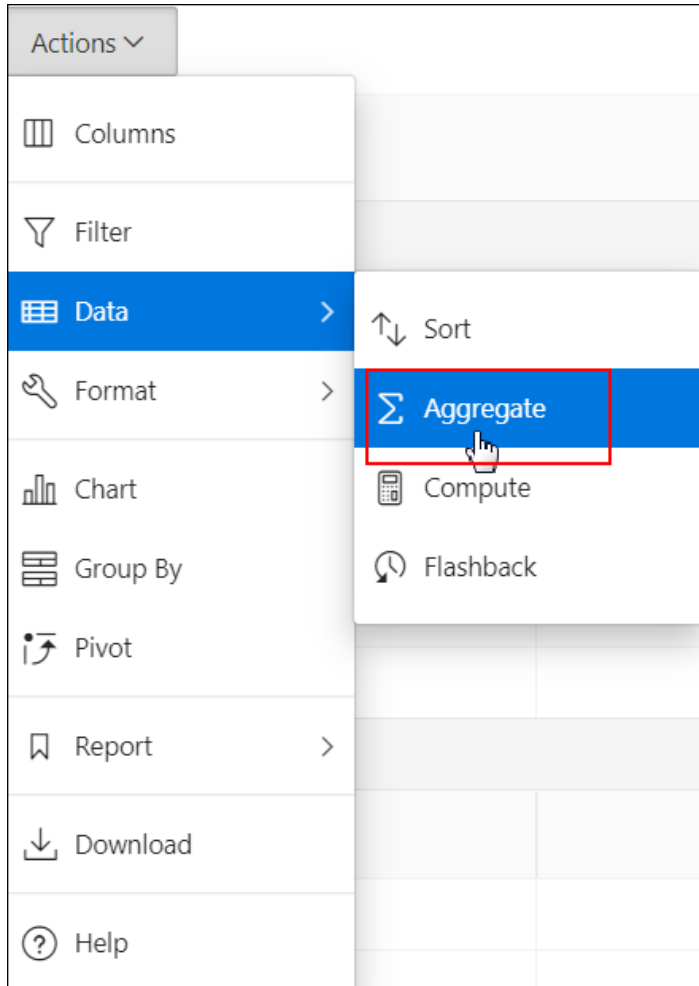 Actions
Columns
Filter
Data
Format
Chart
Group By
Pivot
Report
Download
Help
Sort
Aggregate
Compute
Flashback